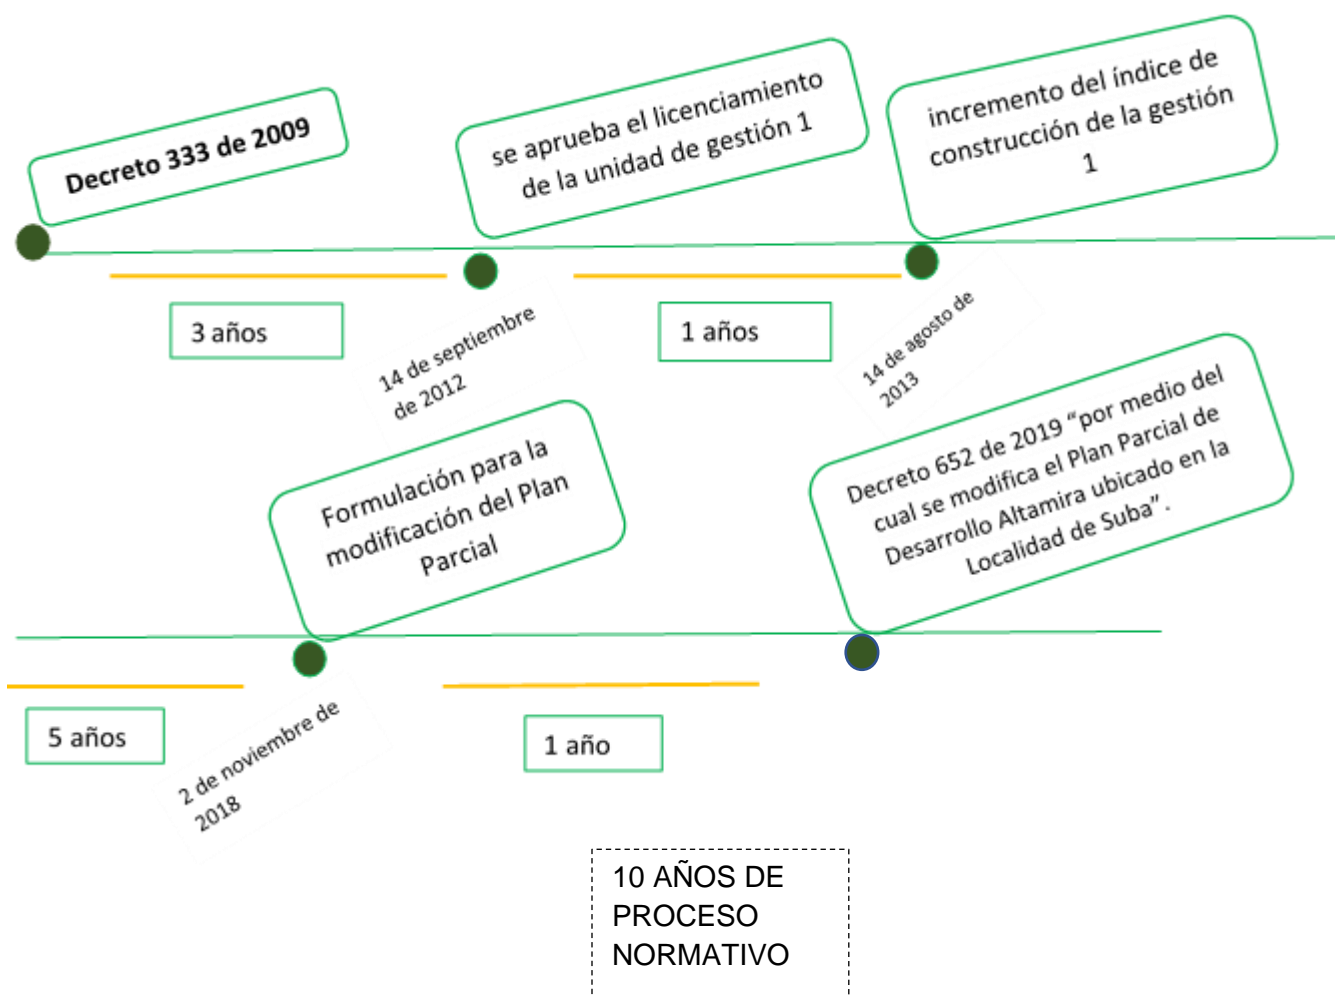 Decreto 333 de 2009
se aprueba el licenciamiento
de la unidad de gestión 1
incremento del índice de
construcción de la gestión
1
3 años
14 de septiembre
de 2012
1 años
14 de agosto de
2013
Formulación para la
modificación del Plan
Parcial
Decreto 652 de 2019 “por medio del
cual se modifica el Plan Parcial de
Desarrollo Altamira ubicado en la
Localidad de Suba”.
5 años
2 de noviembre de
2018
1 año
10 AÑOS DE
PROCESO
NORMATIVO